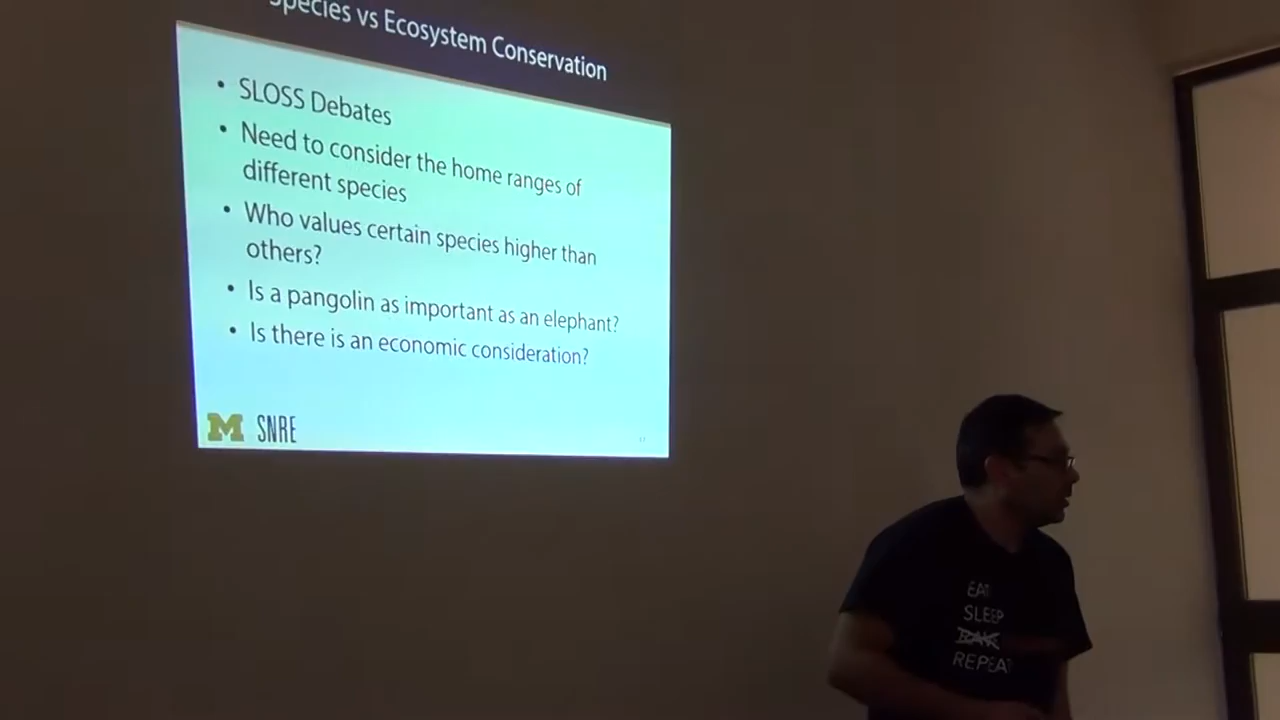 Species vs Ecosystem Conservation
• SLOSS Debates
• Need to consider the home ranges of
different species
• Who values certain species higher than
others?
• Is a pangolin as important as an elephant?
• Is there is an economic consideration?
M SNRE
EAT
SLEEP
REPEAT